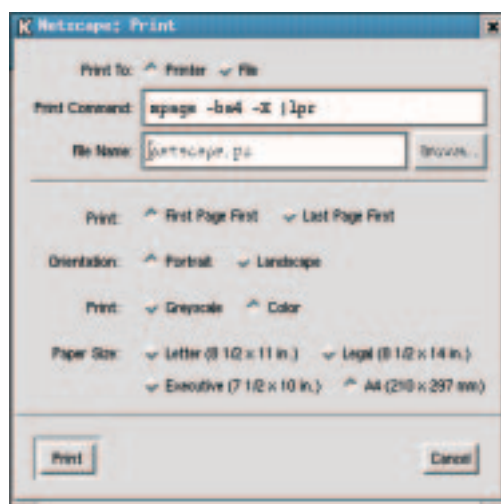 Netscape: Print
Print To: Printer File
Print Command: mpage -ba4 -X |lpr
File Name: netscape.ps Browse...
Print: First Page First Last Page First
Orientation: Portrait Landscape
Print: Greyscale Color
Paper Size: Letter (8 1/2 x 11 in.) Legal (8 1/2 x 14 in.)
Executive (7 1/2 x 10 in.) A4 (210 x 297 mm)
Print Cancel